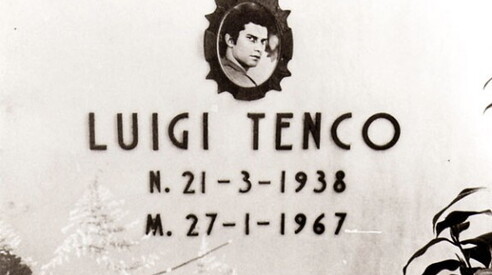 LUIGI TENCO
N. 21-3-1938
M. 27-1-1967